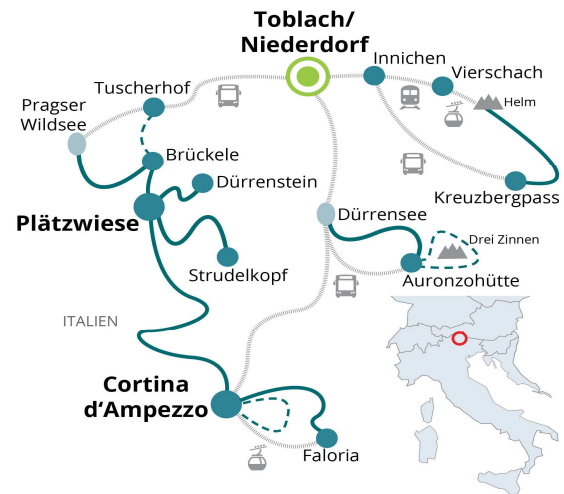 Toblach/
Niederdorf
Innichen
Vierschach
Tuscherhof
Helm
Pragser
Wildsee
Brückele
Dürrenstein
Kreuzbergpass
Plätzwiese
Dürrensee
Drei Zinnen
Strudelkopf
Auronzohütte
ITALIEN
Cortina
d‘Ampezzo
Faloria